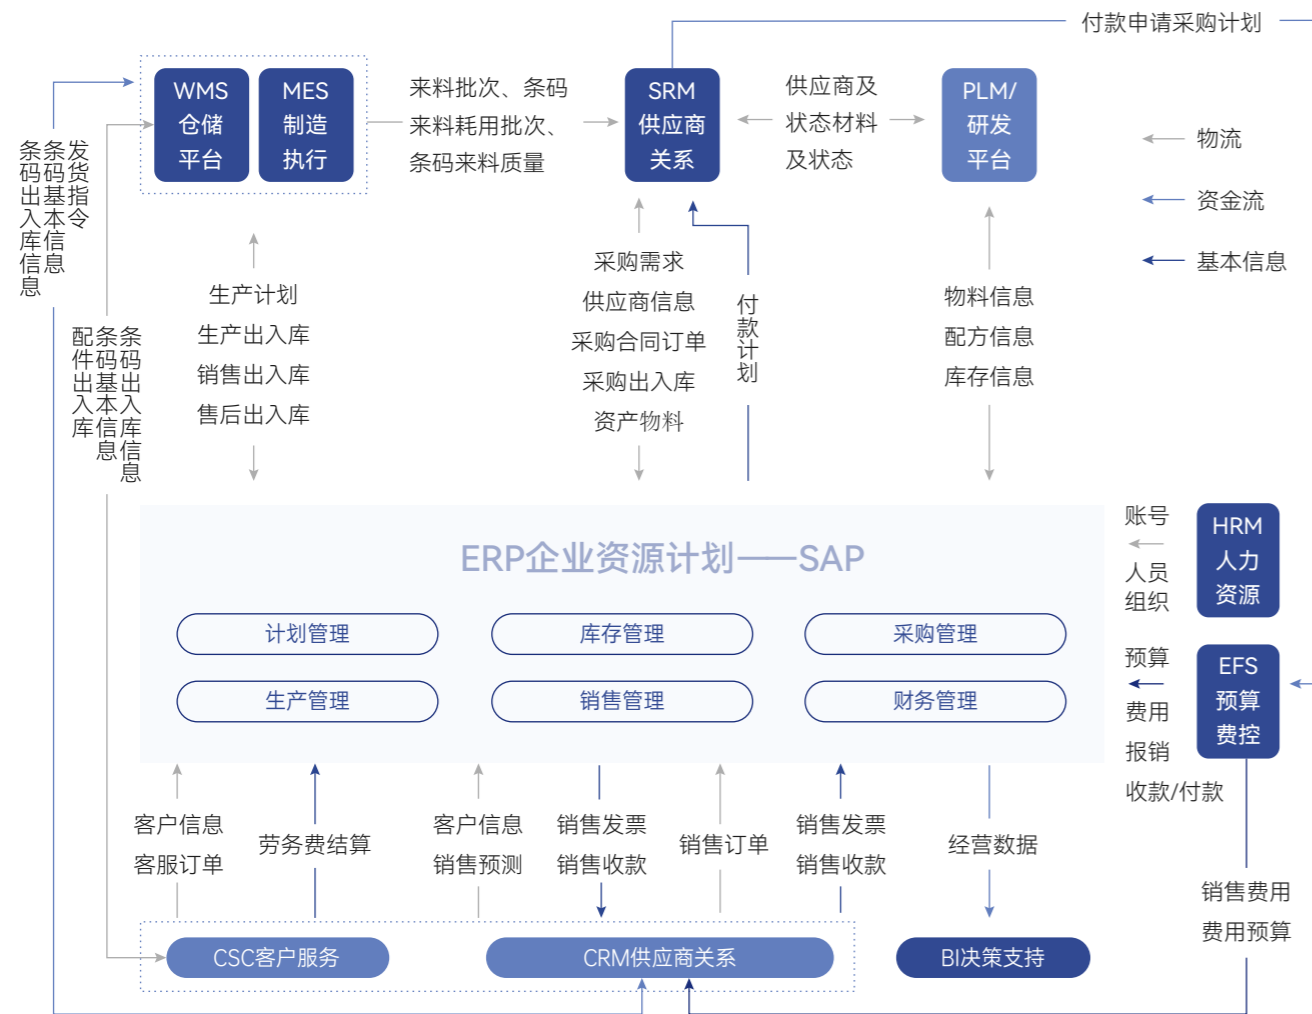 付款申请采购计划
WMS
仓储
平台
MES
制造
执行
来料批次、条码
来料耗用批次、
条码来料质量
SRM
供应商
关系
供应商及
状态材料
及状态
PLM/
研发
平台
物流
资金流
基本信息
发货指令
条码基本信息
条码出入库信息
条码出入库信息
条码基本信息
配件出入库
生产计划
生产出入库
销售出入库
售后出入库
采购需求
供应商信息
采购合同订单
采购出入库
资产物料
付款计划
物料信息
配方信息
库存信息
ERP企业资源计划——SAP
计划管理
库存管理
采购管理
生产管理
销售管理
财务管理
账号
人员
组织
HRM
人力
资源
预算
费用
报销
收款/付款
EFS
预算
费控
客户信息
客服订单
劳务费结算
客户信息
销售预测
销售发票
销售收款
销售订单
销售发票
销售收款
经营数据
销售费用
费用预算
CSC客户服务
CRM供应商关系
BI决策支持